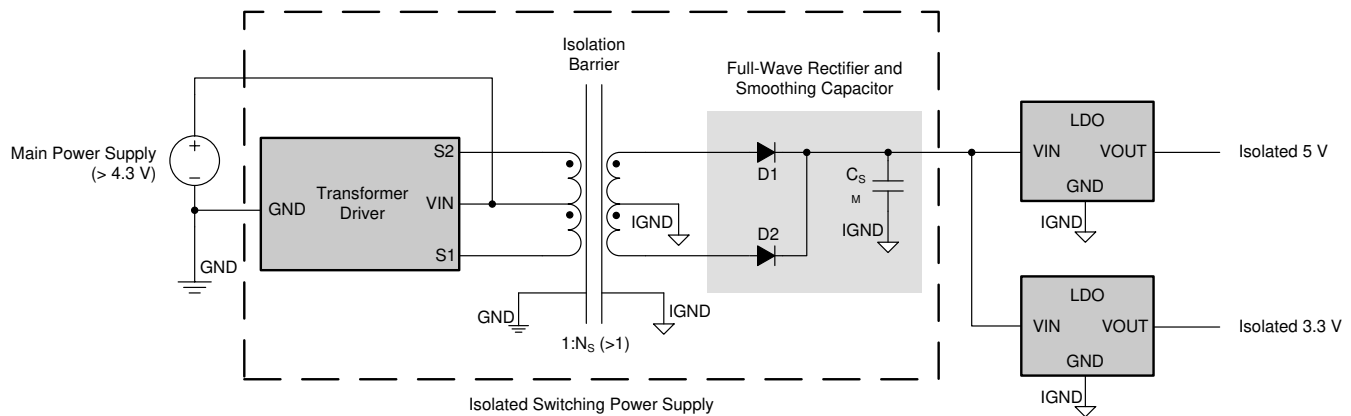 Isolation
Barrier
Full-Wave Rectifier and
Smoothing Capacitor
Main Power Supply
(> 4.3 V)
+
−
GND
GND
Transformer
Driver
S2
VIN
S1
GND
IGND
IGND
1:NS (>1)
D1
D2
CS
M
IGND
LDO
VIN VOUT
GND
IGND
Isolated 5 V
LDO
VIN VOUT
GND
IGND
Isolated 3.3 V
Isolated Switching Power Supply